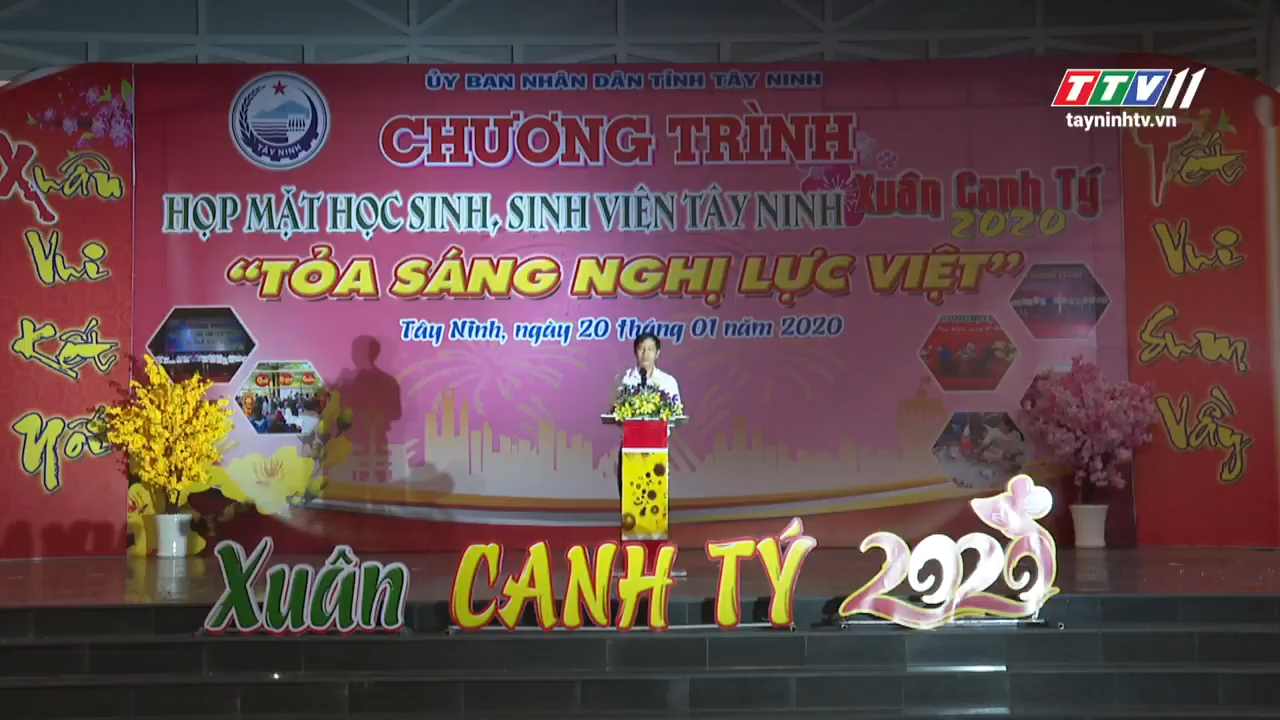 TTV11
tayninhtv.vn
ỦY BAN NHÂN DÂN TỈNH TÂY NINH
TÂY NINH
CHƯƠNG TRÌNH
HỌP MẶT HỌC SINH, SINH VIÊN TÂY NINH
Xuân Canh Tý
2020
“TỎA SÁNG NGHỊ LỰC VIỆT”
Tây Ninh, ngày 20 tháng 01 năm 2020
Xuân
Vui
Kết
Nối
Tết
Vui
Sum
Vầy
Xuân CANH TÝ 2020